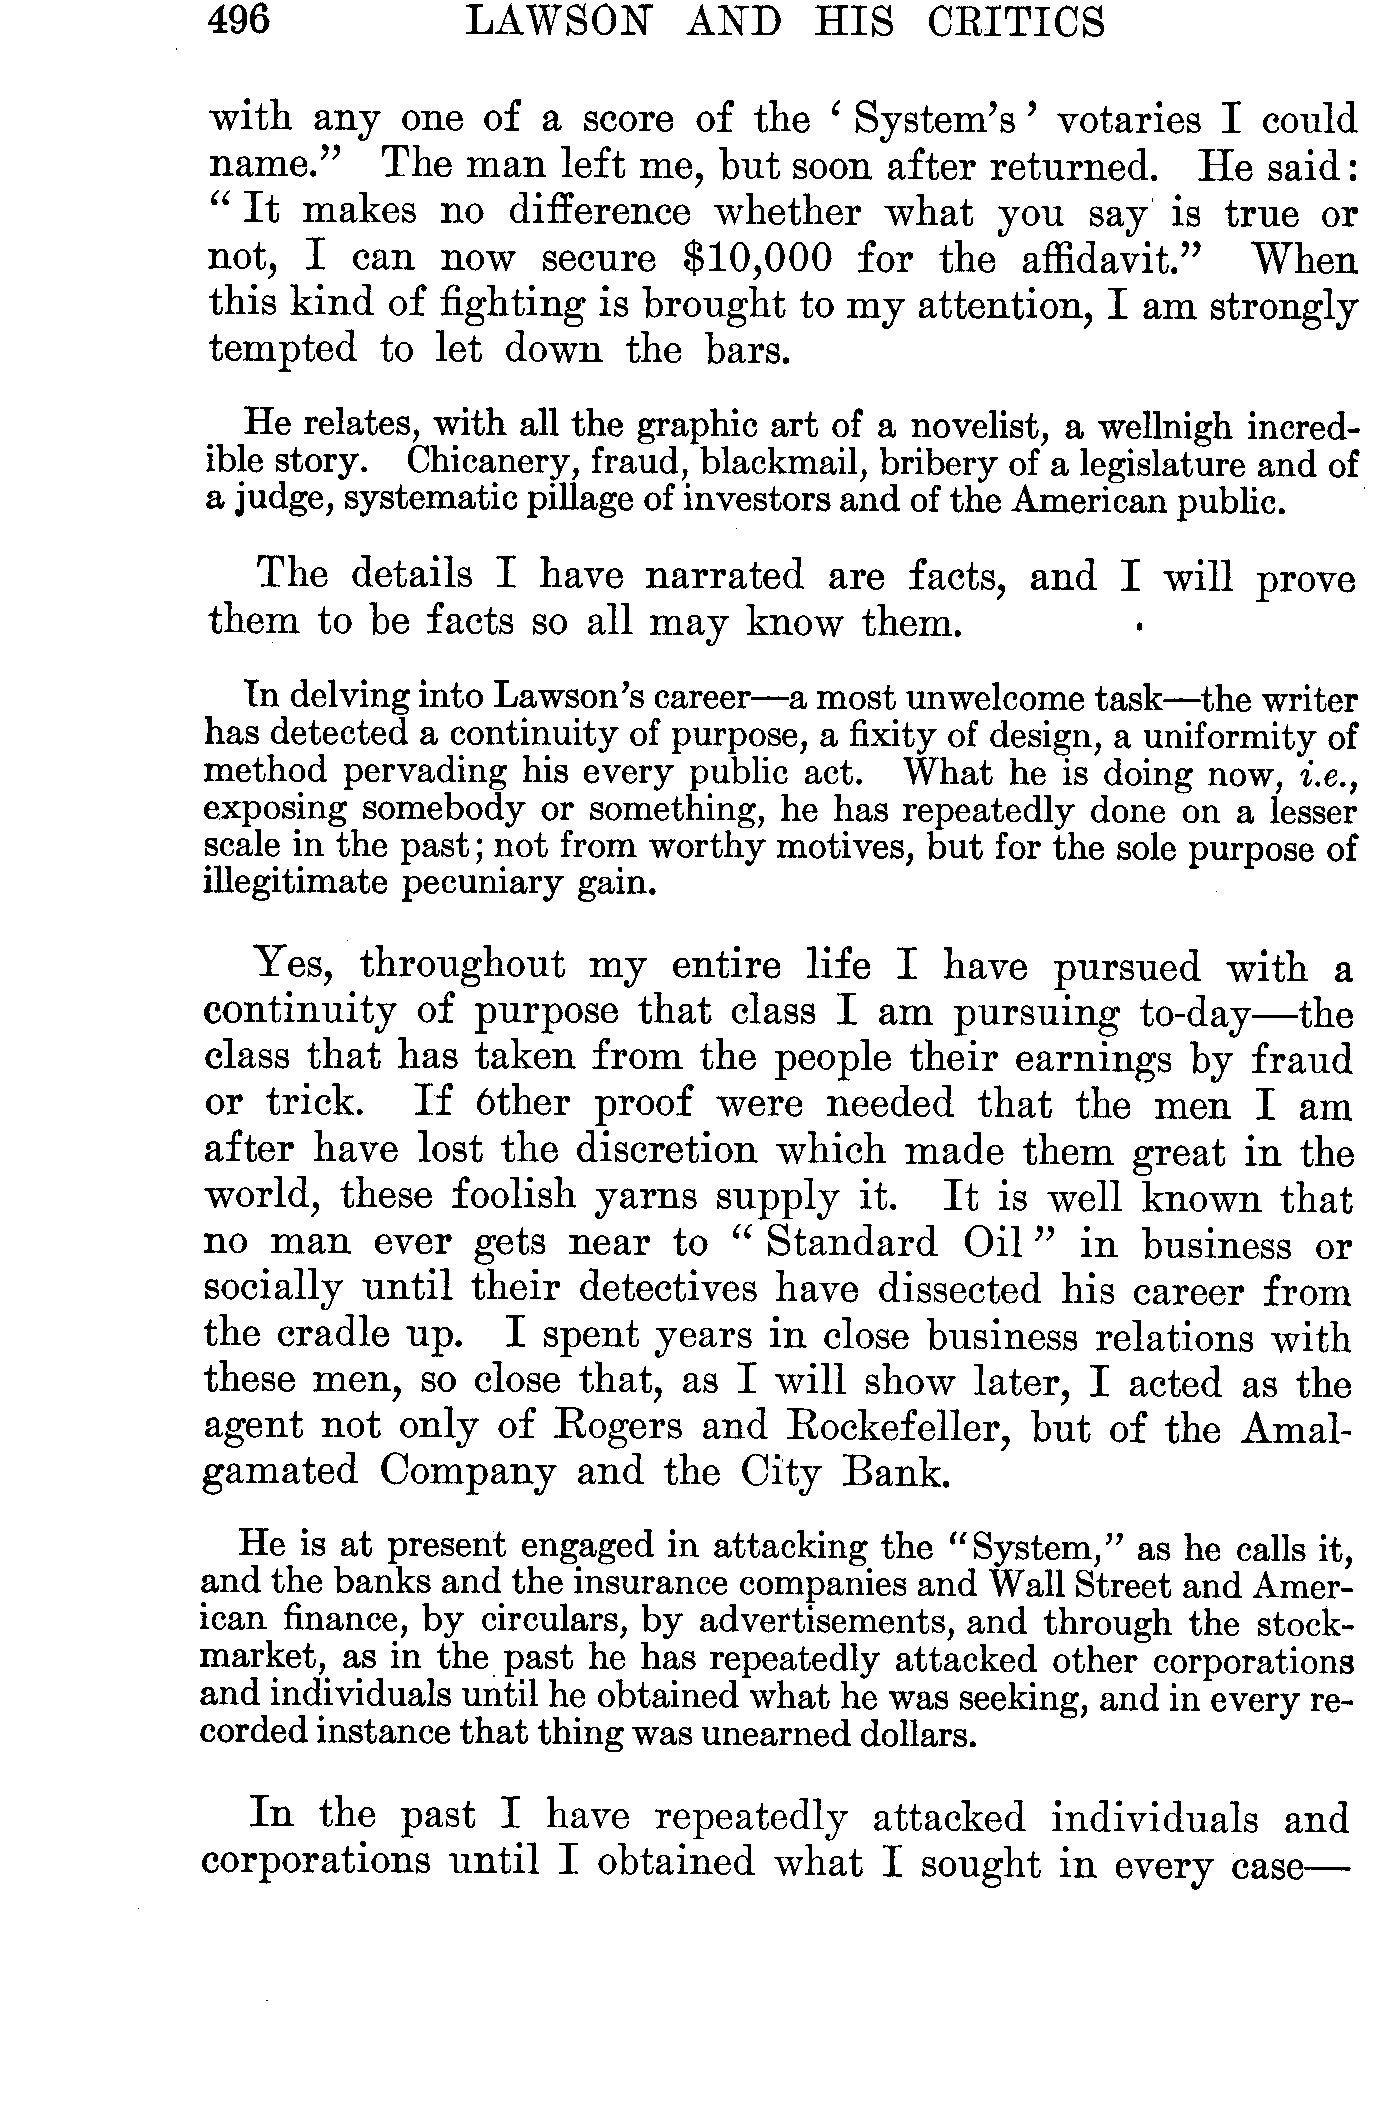 496 LAWSON AND HIS CRITICS
with any one of a score of the ‘System’s’ votaries I could
name.” The man left me, but soon after returned. He said:
“It makes no difference whether what you say is true or
not, I can now secure $10,000 for the affidavit.” When
this kind of fighting is brought to my attention, I am strongly
tempted to let down the bars.
He relates, with all the graphic art of a novelist, a wellnigh incred-
ible story. Chicanery, fraud, blackmail, bribery of a legislature and of
a judge, systematic pillage of investors and of the American public.
The details I have narrated are facts, and I will prove
them to be facts so all may know them.
In delving into Lawson’s career—a most unwelcome task—the writer
has detected a continuity of purpose, a fixity of design, a uniformity of
method pervading his every public act. What he is doing now, i.e.,
exposing somebody or something, he has repeatedly done on a lesser
scale in the past; not from worthy motives, but for the sole purpose of
illegitimate pecuniary gain.
Yes, throughout my entire life I have pursued with a
continuity of purpose that class I am pursuing to-day—the
class that has taken from the people their earnings by fraud
or trick. If other proof were needed that the men I am
after have lost the discretion which made them great in the
world, these foolish yarns supply it. It is well known that
no man ever gets near to “Standard Oil” in business or
socially until their detectives have dissected his career from
the cradle up. I spent years in close business relations with
these men, so close that, as I will show later, I acted as the
agent not only of Rogers and Rockefeller, but of the Amal-
gamated Company and the City Bank.
He is at present engaged in attacking the “System,” as he calls it,
and the banks and the insurance companies and Wall Street and Amer-
ican finance, by circulars, by advertisements, and through the stock-
market, as in the past he has repeatedly attacked other corporations
and individuals until he obtained what he was seeking, and in every re-
corded instance that thing was unearned dollars.
In the past I have repeatedly attacked individuals and
corporations until I obtained what I sought in every case—